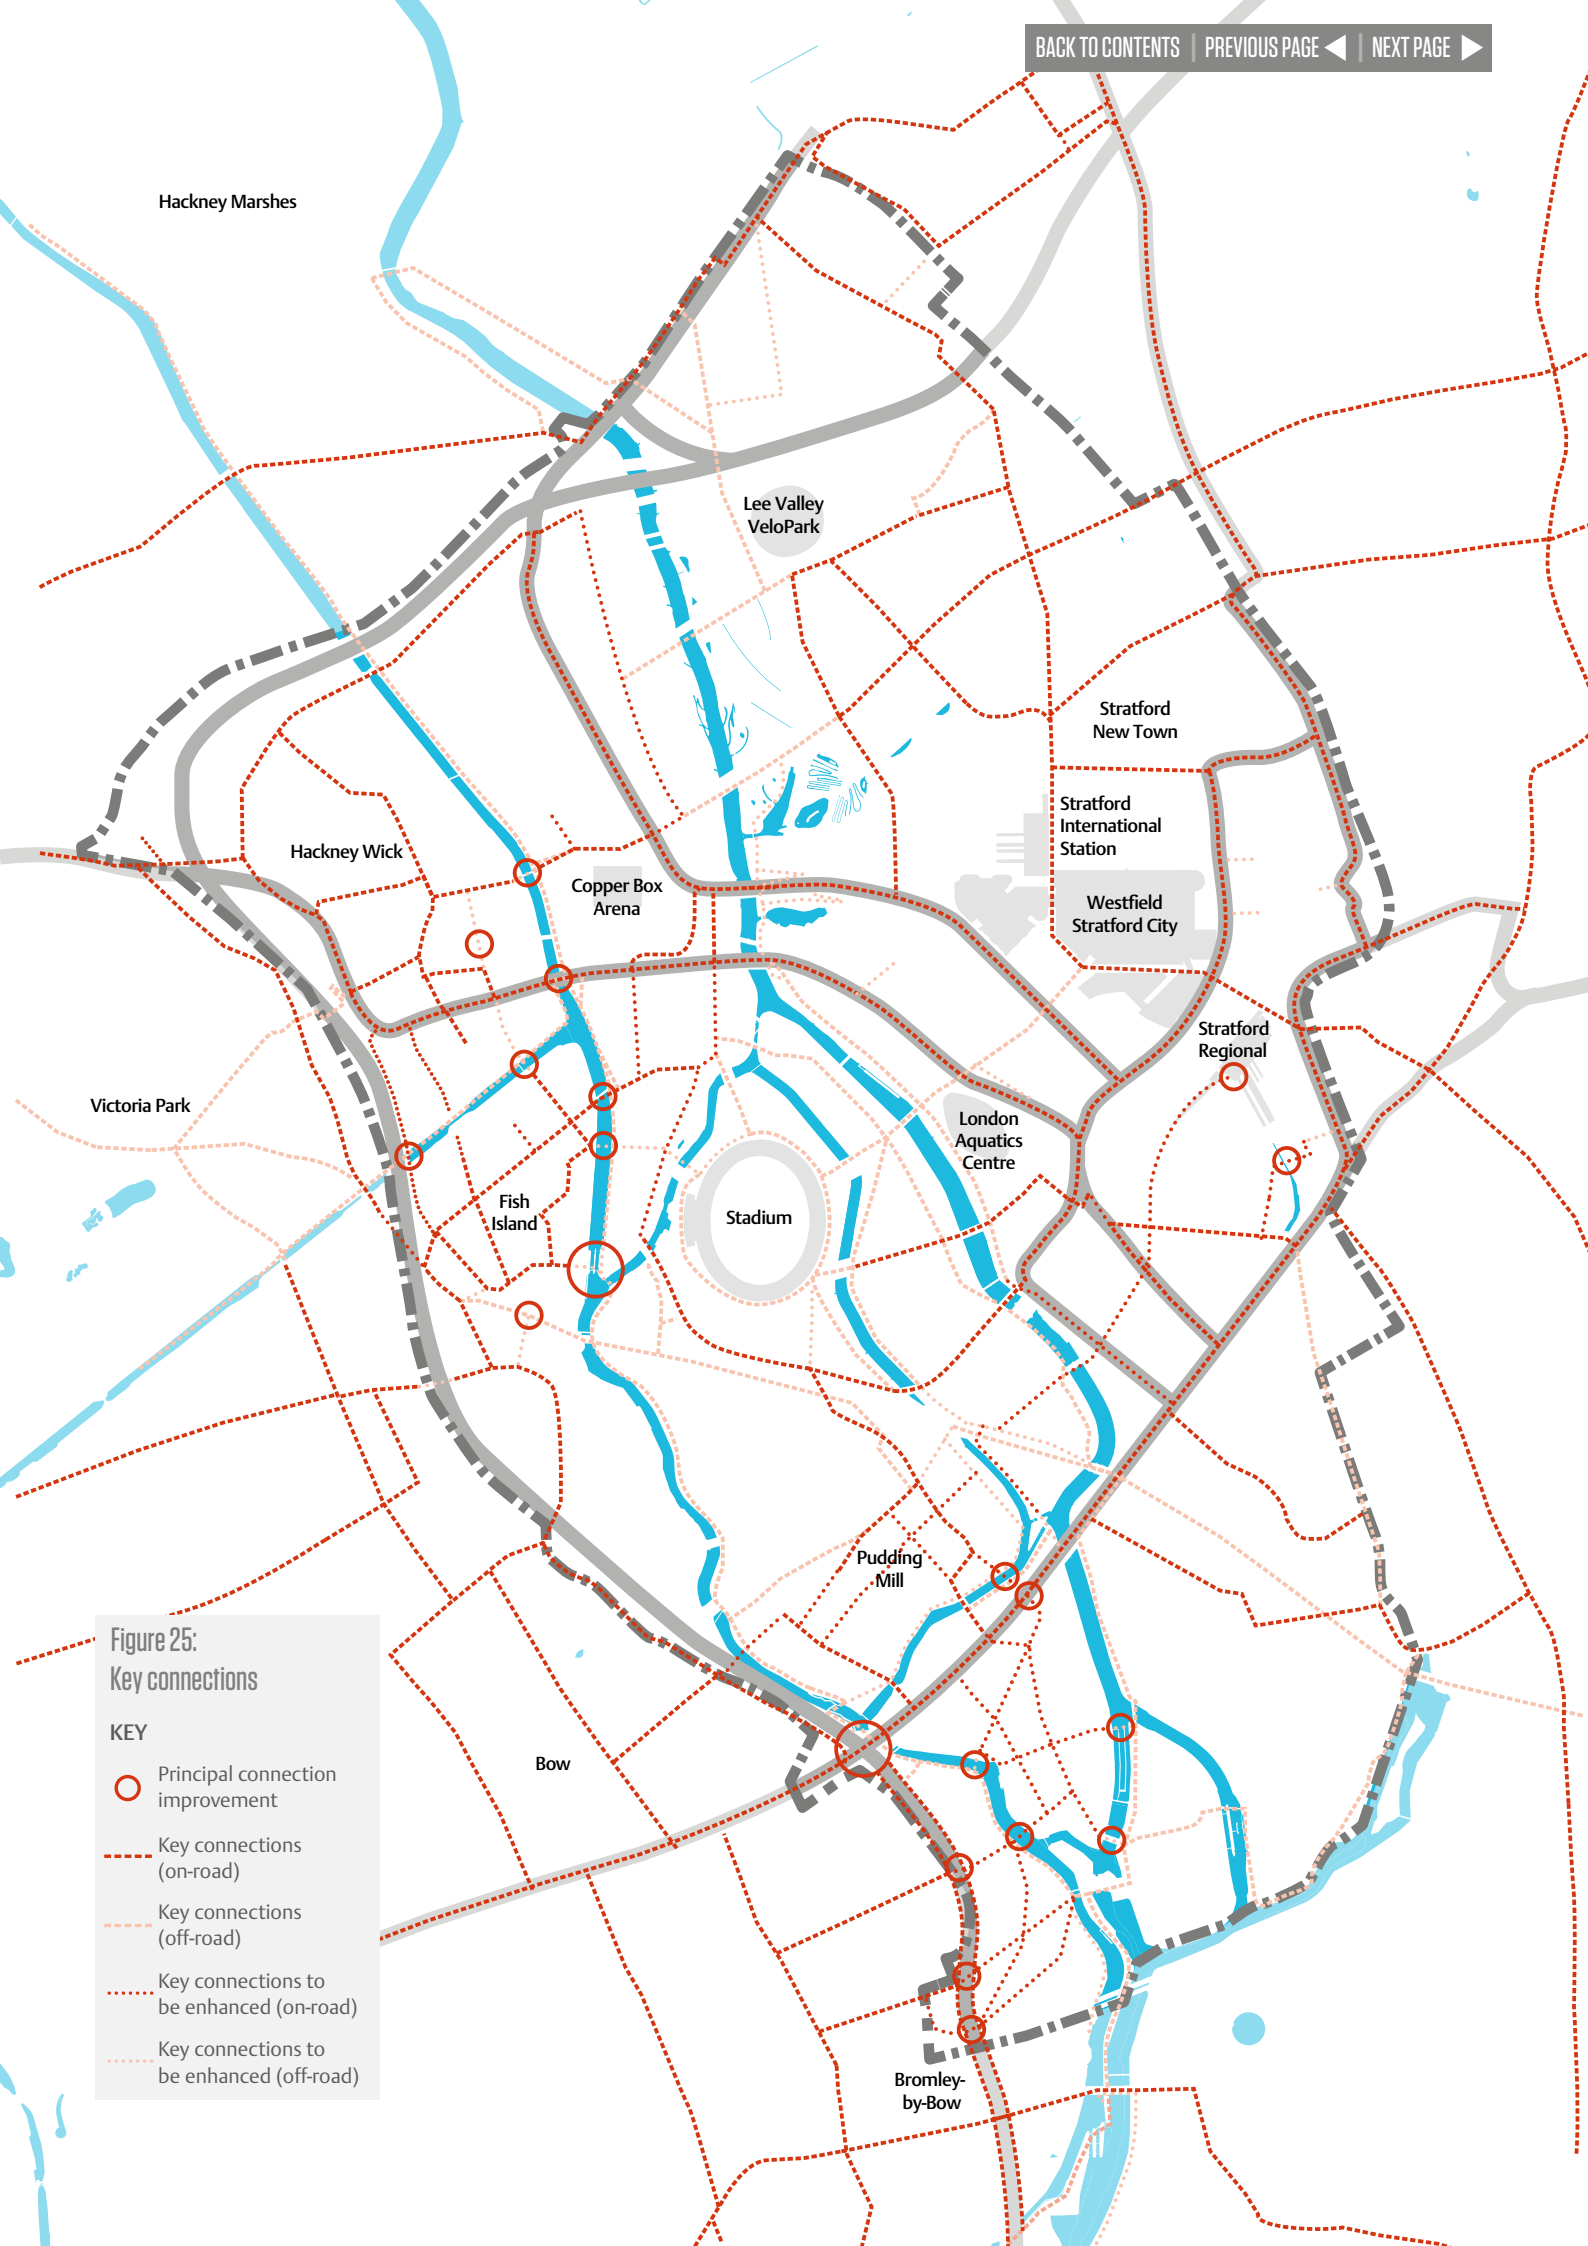 BACK TO CONTENTS | PREVIOUS PAGE | NEXT PAGE
Hackney Marshes
Lee Valley
VeloPark
Stratford
New Town
Stratford
International
Station
Hackney Wick
Copper Box
Arena
Westfield
Stratford City
Stratford
Regional
Victoria Park
London
Aquatics
Centre
Fish
Island
Stadium
Pudding
Mill
Bow
Bromley-
by-Bow
Figure 25:
Key connections
KEY
Principal connection
improvement
Key connections
(on-road)
Key connections
(off-road)
Key connections to
be enhanced (on-road)
Key connections to
be enhanced (off-road)